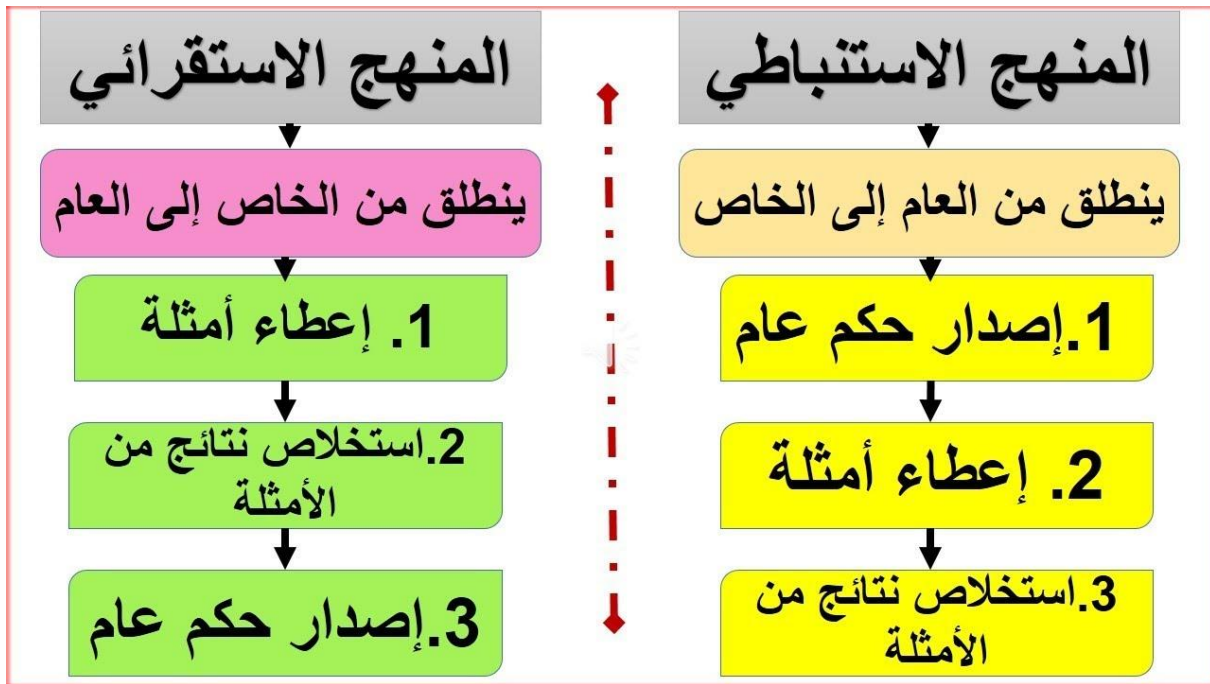 المنهج الاستنباطي
ينطلق من العام إلى الخاص
1.إصدار حكم عام
2. إعطاء أمثلة
3.استخلاص نتائج من
الأمثلة
المنهج الاستقرائي
ينطلق من الخاص إلى العام
1. إعطاء أمثلة
2.استخلاص نتائج من
الأمثلة
3.إصدار حكم عام